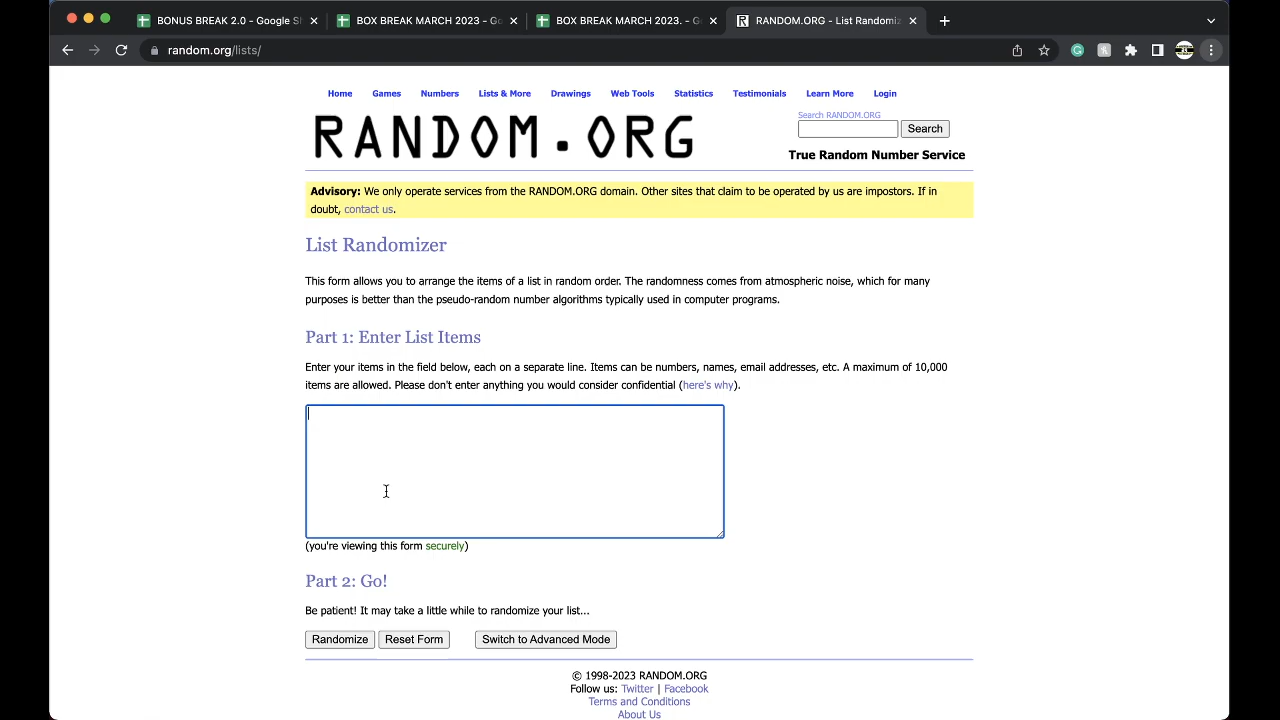 BONUS BREAK 2.0 - Google Sh
BOX BREAK MARCH 2023 - Go
BOX BREAK MARCH 2023. - G
RANDOM.ORG - List Randomiz
random.org/lists/
Home Games Numbers Lists & More Drawings Web Tools Statistics Testimonials Learn More Login
RANDOM.ORG
Search RANDOM.ORG
Search
True Random Number Service
Advisory: We only operate services from the RANDOM.ORG domain. Other sites that claim to be operated by us are impostors. If in
doubt, contact us.
List Randomizer
This form allows you to arrange the items of a list in random order. The randomness comes from atmospheric noise, which for many
purposes is better than the pseudo-random number algorithms typically used in computer programs.
Part 1: Enter List Items
Enter your items in the field below, each on a separate line. Items can be numbers, names, email addresses, etc. A maximum of 10,000
items are allowed. Please don't enter anything you would consider confidential (here's why).
(you're viewing this form securely)
Part 2: Go!
Be patient! It may take a little while to randomize your list...
Randomize Reset Form Switch to Advanced Mode
© 1998-2023 RANDOM.ORG
Follow us: Twitter | Facebook
Terms and Conditions
About Us